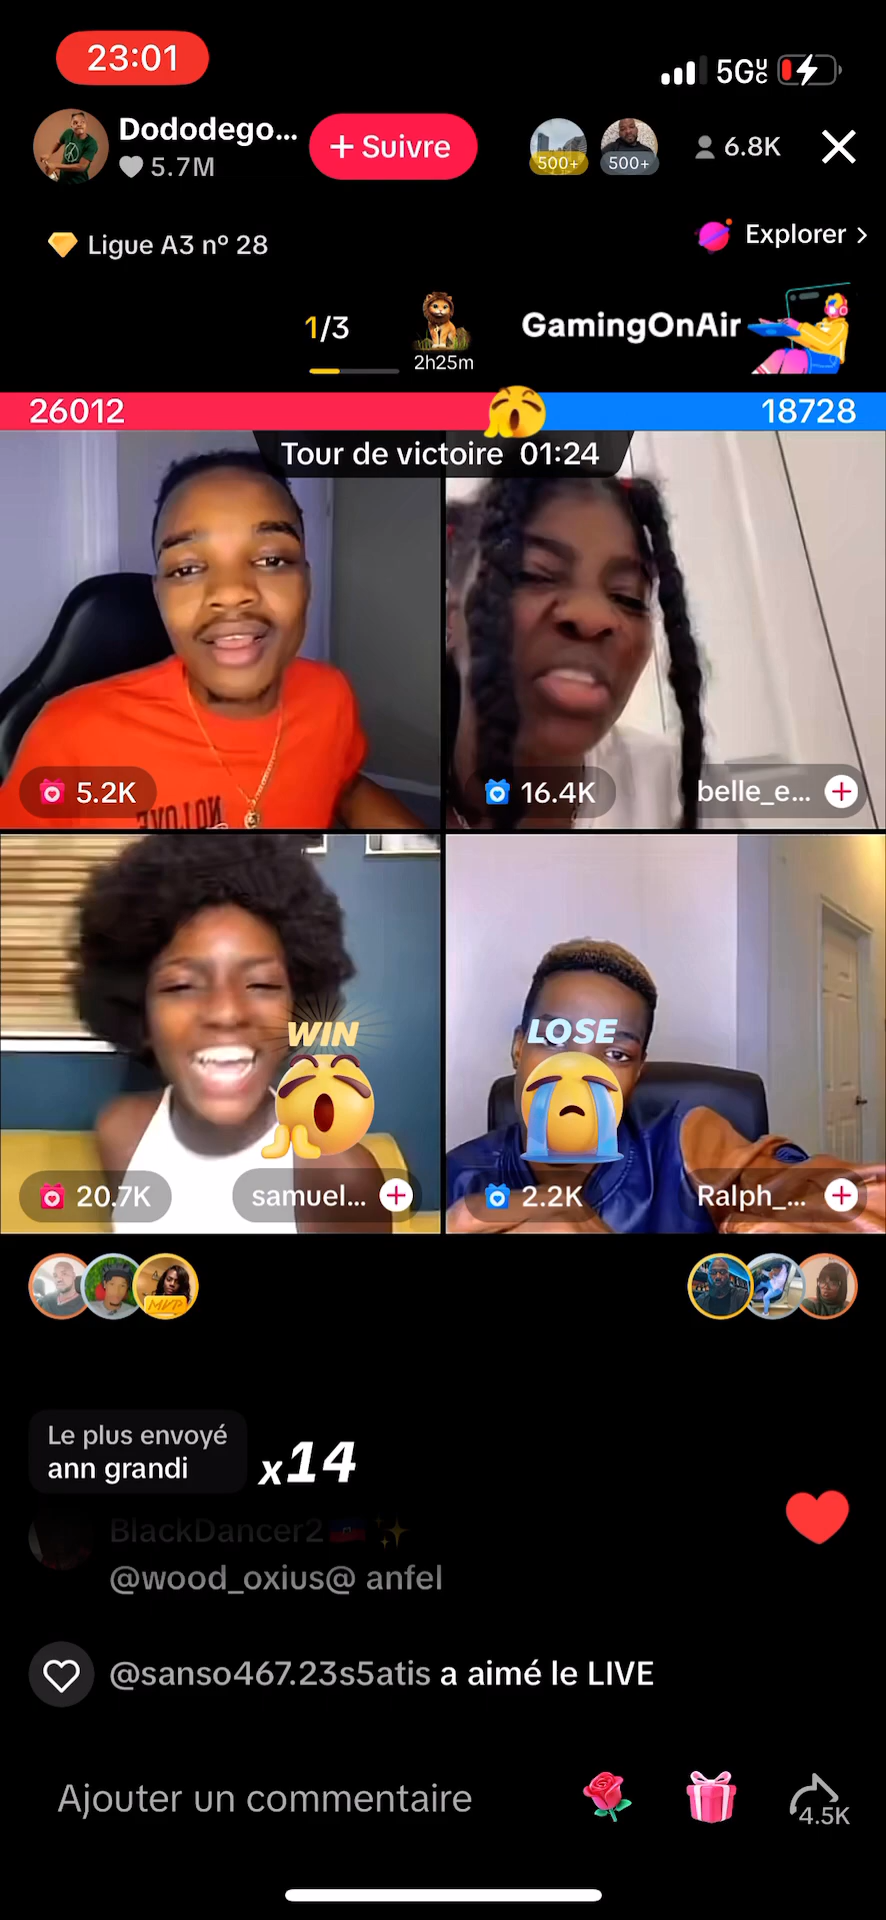 23:01
5G UC
Dododego...
+ Suivre
5.7M
500+
500+
6.8K
Ligue A3 nº 28
Explorer >
1/3
2h25m
GamingOnAir
26012
18728
Tour de victoire 01:24
5.2K
16.4K
belle_e...
WIN
LOSE
20.7K
samuel...
2.2K
Ralph_...
MVP
Le plus envoyé
ann grandi
x14
BlackDancer2
@wood_oxius@ anfel
@sanso467.23s5atis a aimé le LIVE
Ajouter un commentaire
4.5K